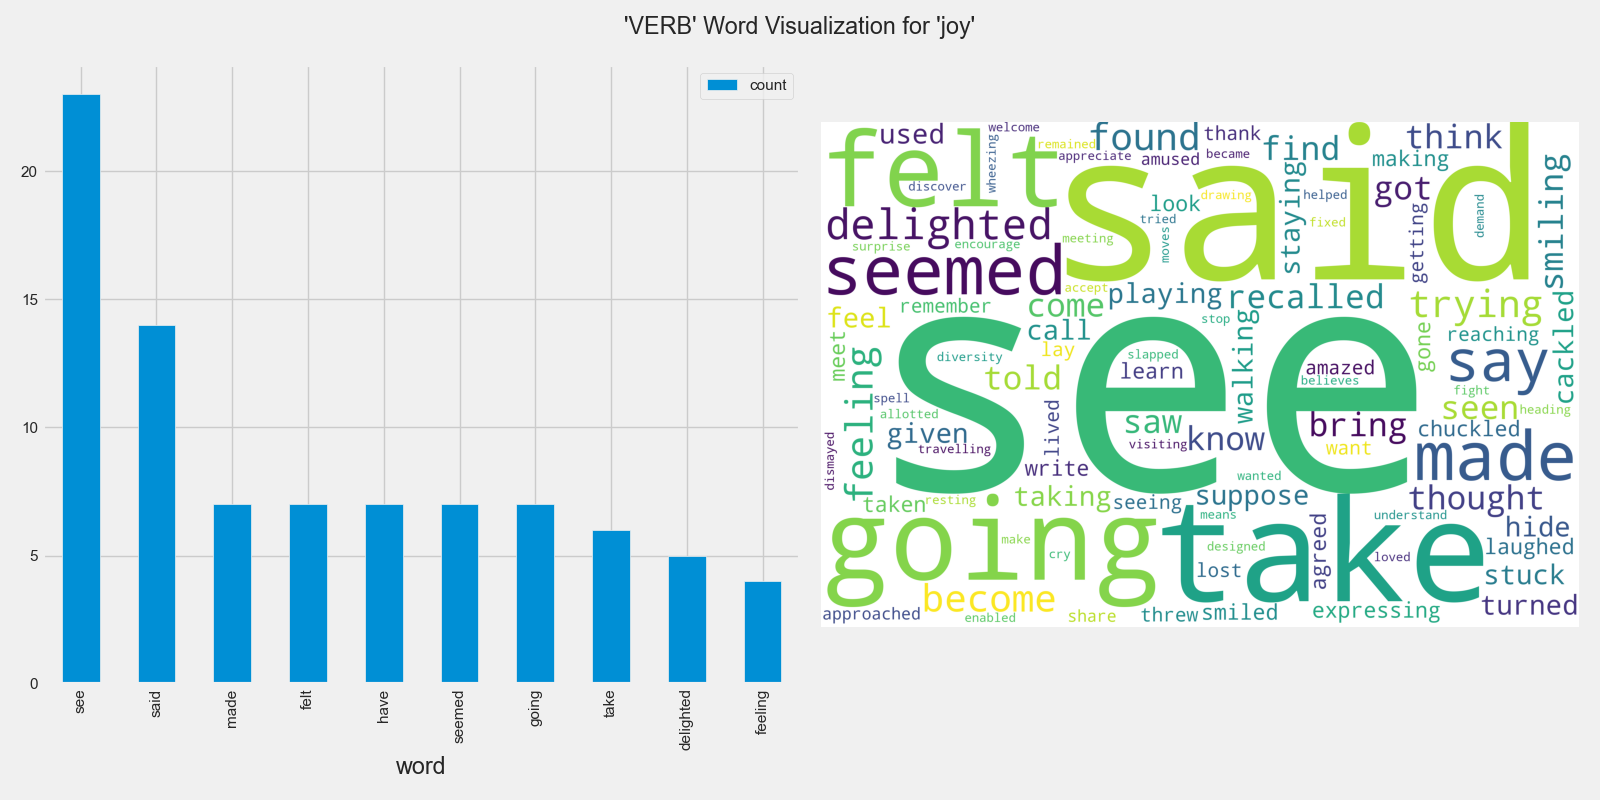 'VERB' Word Visualization for 'joy'
count
20
15
10
5
0
see
said
made
felt
have
seemed
going
take
delighted
feeling
word
used
welcome
found
thank
find
think
felt
wheezing
remained
appreciate
amused
became
making
said
discover
staying
drawing
helped
got
smiling
delighted
look
tried
fixed
getting
demand
surprise
encourage
meeting
moves
seemed
accept
playing
recalled
remember
come
trying
feel
call
stop
walking
gone
reaching
cackled
meet
see
diversity
lay
slapped
learn
amazed
believes
say
feeling
told
spell
allotted
lived
saw
fight
seen
heading
given
travelling
visiting
know
bring
want
chuckled
dismayed
write
wanted
made
taken
resting
taking
seeing
suppose
thought
going
make
cry
take
means
designed
understand
hide
agreed
loved
laughed
lost
stuck
become
turned
approached
enabled
share
threw
smiled
expressing